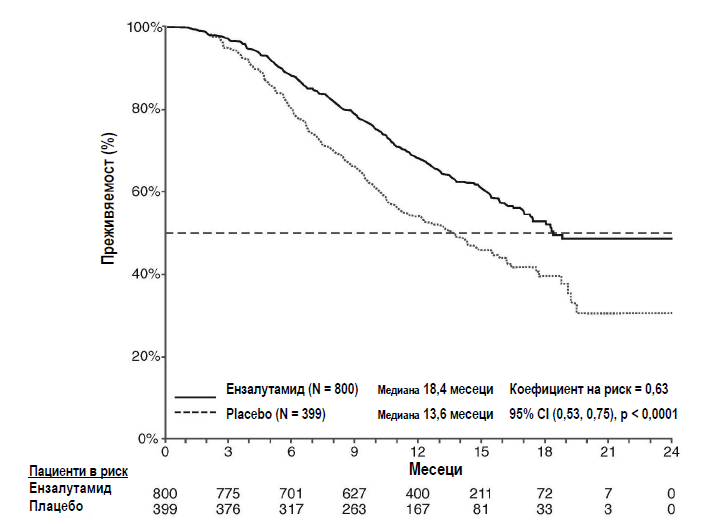 100%
80%
60%
40%
20%
0%
Преживяемост (%)
Ензалутамид (N = 800) Медиана 18,4 месеци Коефициент на риск = 0,63
Placebo (N = 399) Медиана 13,6 месеци 95% CI (0,53, 0,75), p < 0,0001
0 3 6 9 12 15 18 21 24
Месеци
Пациенти в риск
Ензалутамид 800 775 701 627 400 211 72 7 0
Плацебо 399 376 317 263 167 81 33 3 0